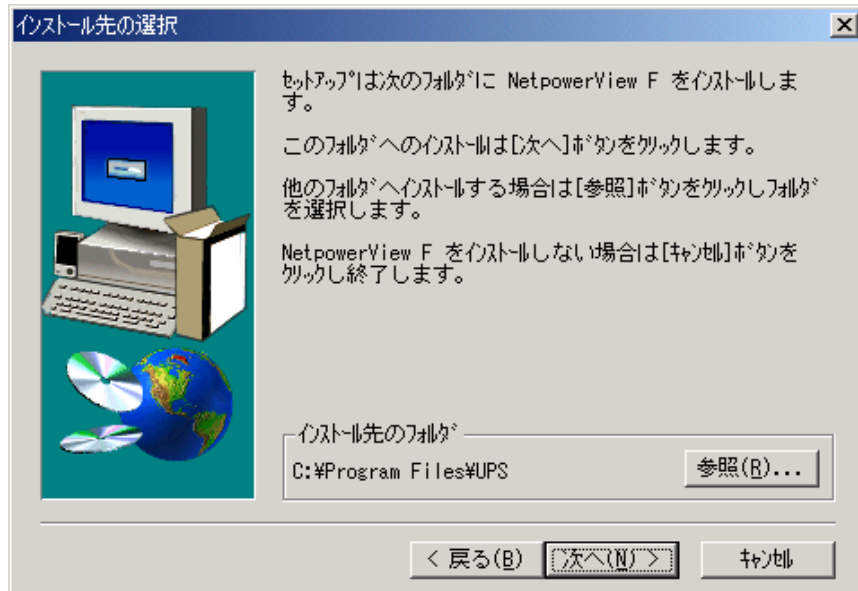 インストール先の選択
ｾｯﾄｱｯﾌﾟは次のﾌｫﾙﾀﾞに NetpowerView F をｲﾝｽﾄｰﾙしま
す。
このﾌｫﾙﾀﾞへのｲﾝｽﾄｰﾙは[次へ]ﾎﾞﾀﾝをｸﾘｯｸします。
他のﾌｫﾙﾀﾞへｲﾝｽﾄｰﾙする場合は[参照]ﾎﾞﾀﾝをｸﾘｯｸしﾌｫﾙﾀﾞ
を選択します。
NetpowerView F をｲﾝｽﾄｰﾙしない場合は[ｷｬﾝｾﾙ]ﾎﾞﾀﾝを
ｸﾘｯｸし終了します。
ｲﾝｽﾄｰﾙ先のﾌｫﾙﾀﾞ
C:¥Program Files¥UPS
参照(R)...
< 戻る(B)
次へ(N) >
ｷｬﾝｾﾙ